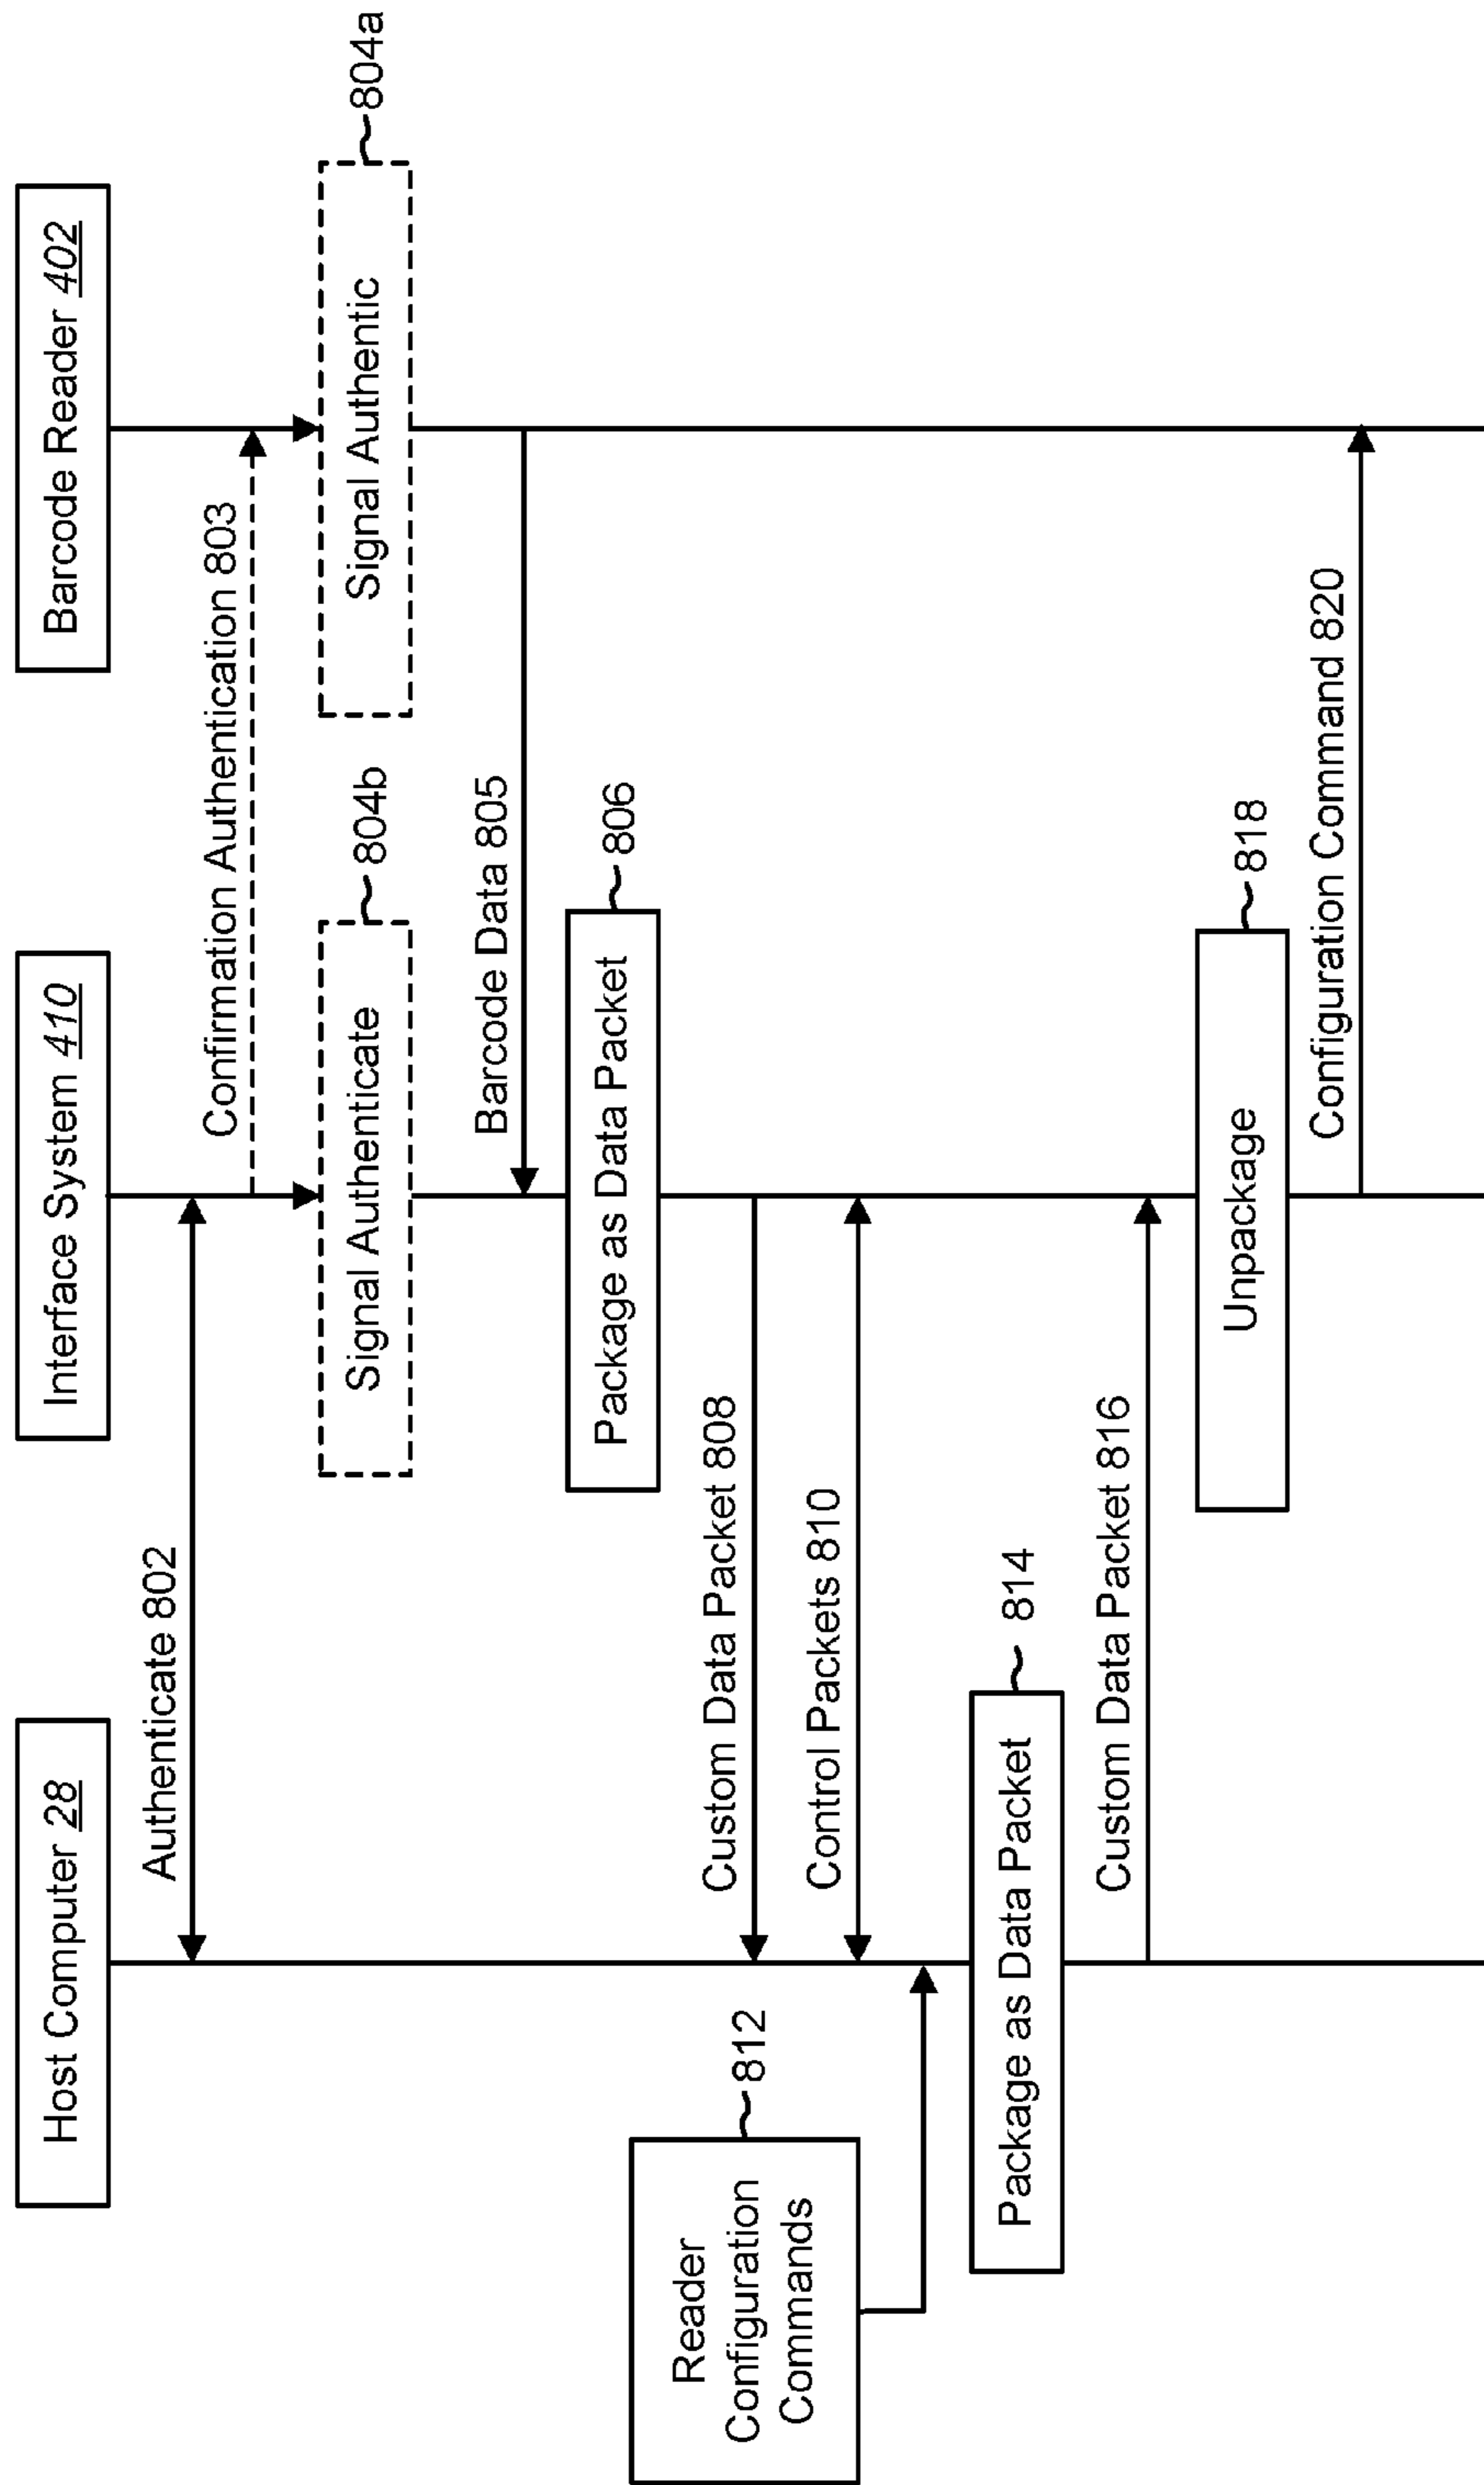 Host Computer 28
Interface System 410
Barcode Reader 402
Authenticate 802
Confirmation Authentication 803
Signal Authenticate
804b
Signal Authentic
804a
Barcode Data 805
Package as Data Packet
806
Custom Data Packet 808
Control Packets 810
Reader
Configuration
Commands
812
Package as Data Packet
814
Custom Data Packet 816
Unpackage
818
Configuration Command 820